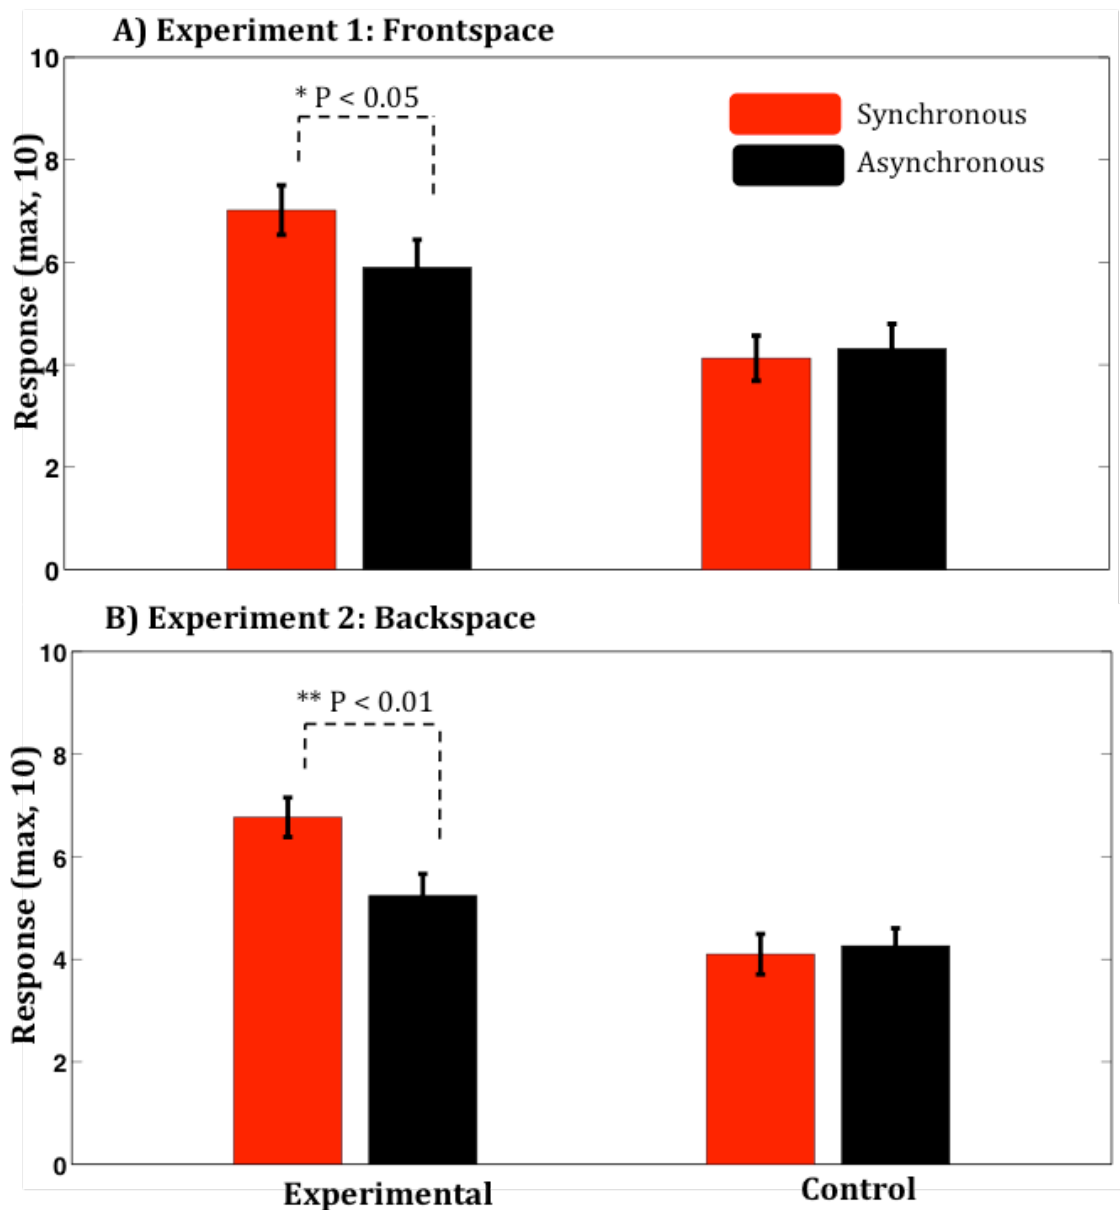 A) Experiment 1: Frontspace
10
* P < 0.05
Synchronous
8
Asynchronous
Response (max, 10)
6
4
2
0
B) Experiment 2: Backspace
10
** P < 0.01
8
Response (max, 10)
6
4
2
0
Experimental
Control